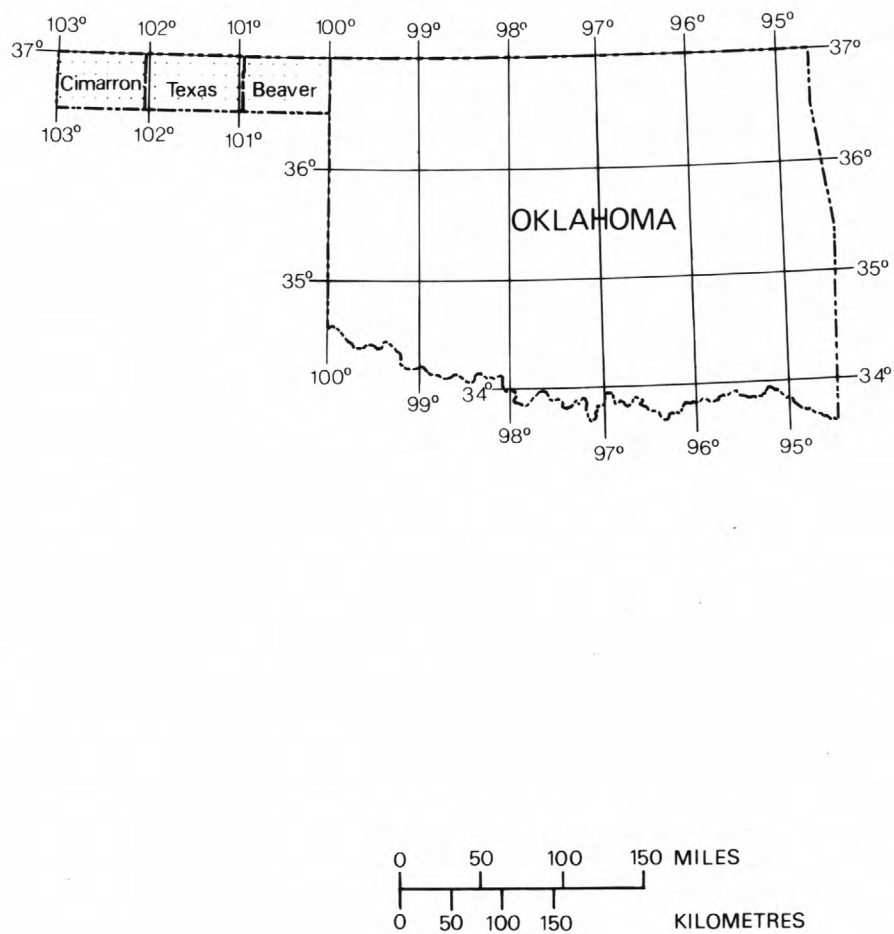 103° 102° 101° 100° 99° 98° 97° 96° 95°
37° 37°
Cimarron Texas Beaver
103° 102° 101°
36° 36°
OKLAHOMA
35° 35°
100° 99° 34° 34°
98° 97° 96° 95°
0 50 100 150 MILES
0 50 100 150 KILOMETRES